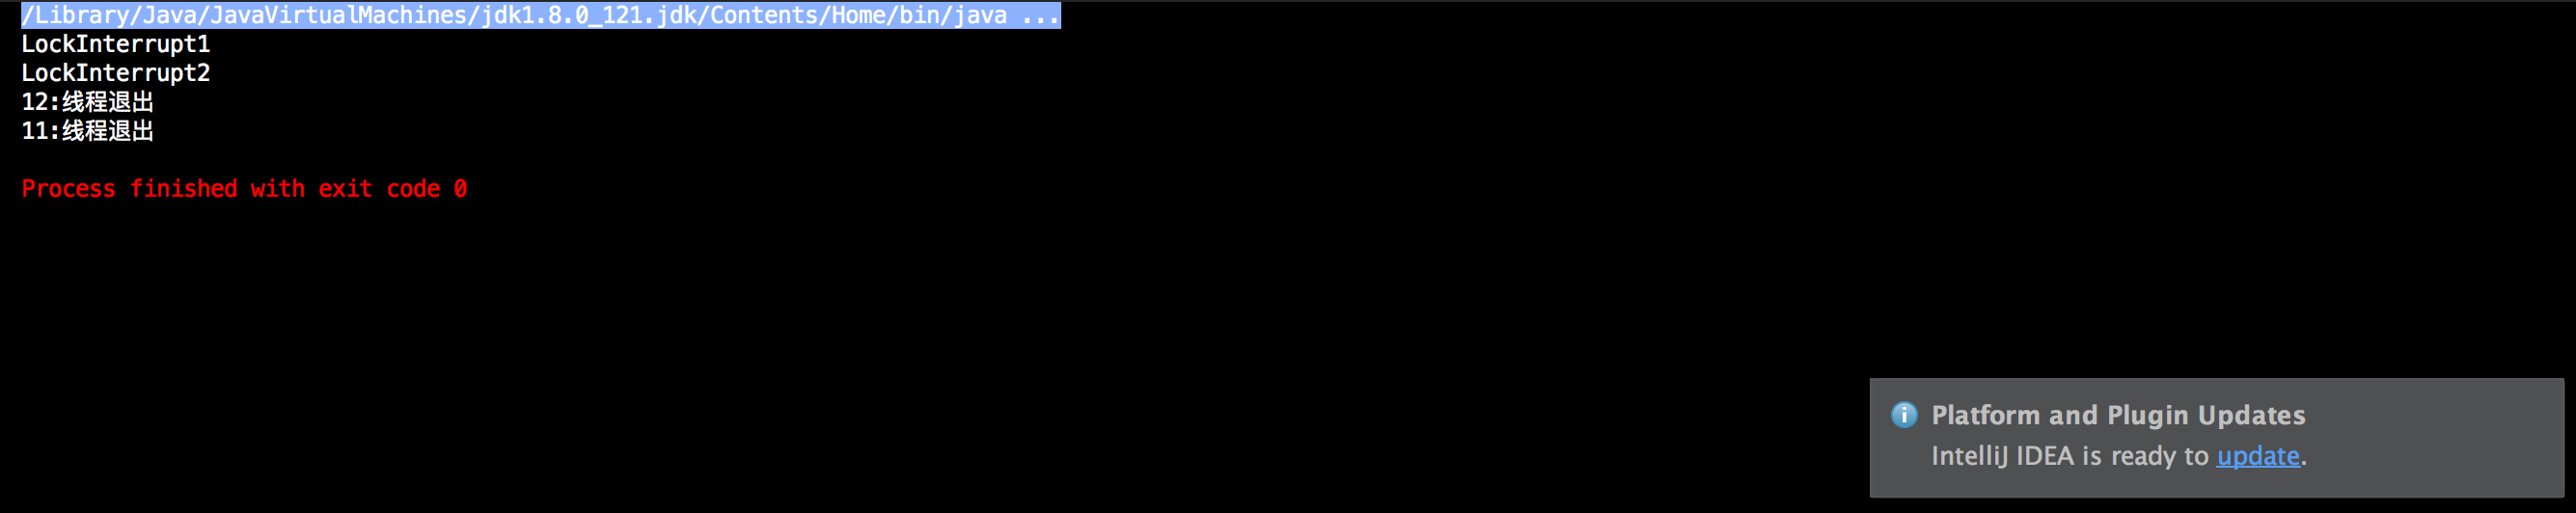 /Library/Java/JavaVirtualMachines/jdk1.8.0_121.jdk/Contents/Home/bin/java ...
LockInterrupt1
LockInterrupt2
12:线程退出
11:线程退出
Process finished with exit code 0
Platform and Plugin Updates
IntelliJ IDEA is ready to update.